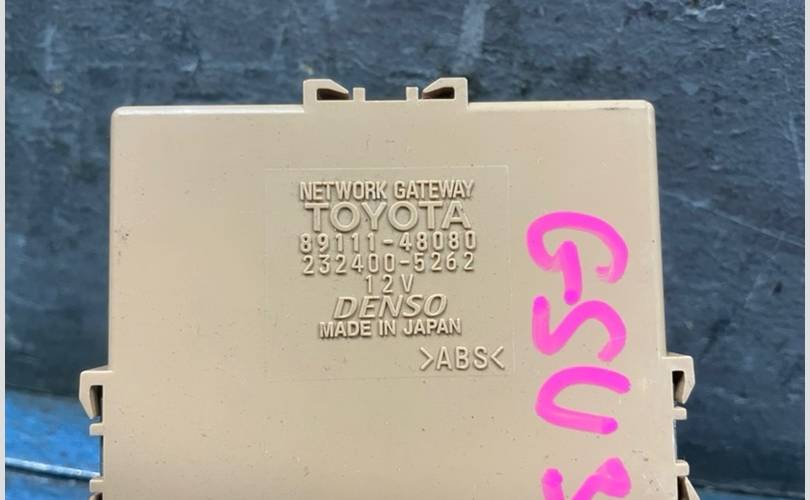 NETWORK GATEWAY
TOYOTA
89111-48080
232400-5262
12V
DENSO
MADE IN JAPAN
>ABS<
GSU